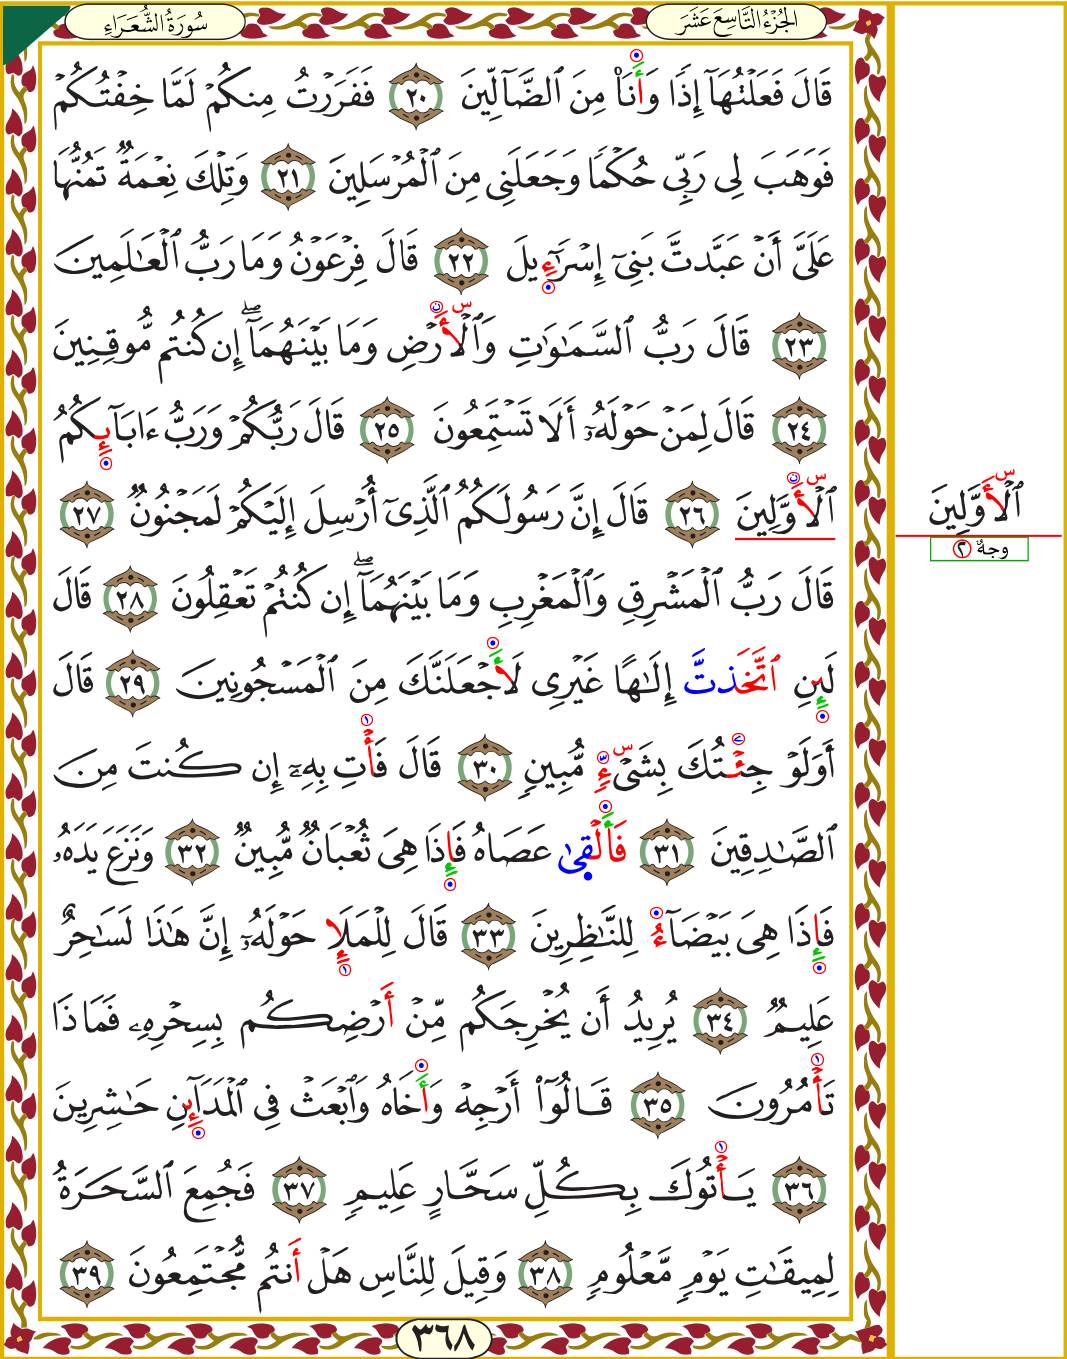 الجُزْءُ التَّاسِعَ عَشَرَ
سُورَةُ الشُّعَرَاءِ
قَالَ فَعَلْتُهَآ إِذًا وَأَنَا۠ مِنَ ٱلضَّآلِّينَ ٢٠ فَفَرَرْتُ مِنكُمْ لَمَّا خِفْتُكُمْ
فَوَهَبَ لِى رَبِّى حُكْمًا وَجَعَلَنِى مِنَ ٱلْمُرْسَلِينَ ٢١ وَتِلْكَ نِعْمَةٌ تَمُنُّهَا
عَلَىَّ أَنْ عَبَّدتَّ بَنِىٓ إِسْرَٰٓءِيلَ ٢٢ قَالَ فِرْعَوْنُ وَمَا رَبُّ ٱلْعَٰلَمِينَ
٢٣ قَالَ رَبُّ ٱلسَّمَٰوَٰتِ وَٱلْأَرْضِ وَمَا بَيْنَهُمَآ ۖ إِن كُنتُم مُّوقِنِينَ
٢٤ قَالَ لِمَنْ حَوْلَهُۥٓ أَلَا تَسْتَمِعُونَ ٢٥ قَالَ رَبُّكُمْ وَرَبُّ ءَابَآئِكُمُ
ٱلْأَوَّلِينَ ٢٦ قَالَ إِنَّ رَسُولَكُمُ ٱلَّذِىٓ أُرْسِلَ إِلَيْكُمْ لَمَجْنُونٌ ٢٧
قَالَ رَبُّ ٱلْمَشْرِقِ وَٱلْمَغْرِبِ وَمَا بَيْنَهُمَآ ۖ إِن كُنتُمْ تَعْقِلُونَ ٢٨ قَالَ
لَئِنِ ٱتَّخَذتَّ إِلَٰهًا غَيْرِى لَأَجْعَلَنَّكَ مِنَ ٱلْمَسْجُونِينَ ٢٩ قَالَ
أَوَلَوْ جِئْتُكَ بِشَىْءٍ مُّبِينٍ ٣٠ قَالَ فَأْتِ بِهِۦٓ إِن كُنتَ مِنَ
ٱلصَّٰدِقِينَ ٣١ فَأَلْقَىٰ عَصَاهُ فَإِذَا هِىَ ثُعْبَانٌ مُّبِينٌ ٣٢ وَنَزَعَ يَدَهُۥ
فَإِذَا هِىَ بَيْضَآءُ لِلنَّٰظِرِينَ ٣٣ قَالَ لِلْمَلَإِ حَوْلَهُۥٓ إِنَّ هَٰذَا لَسَٰحِرٌ
عَلِيمٌ ٣٤ يُرِيدُ أَن يُخْرِجَكُم مِّنْ أَرْضِكُم بِسِحْرِهِۦ فَمَاذَا
تَأْمُرُونَ ٣٥ قَالُوٓا۟ أَرْجِهْ وَأَخَاهُ وَٱبْعَثْ فِى ٱلْمَدَآئِنِ حَٰشِرِينَ
٣٦ يَأْتُوكَ بِكُلِّ سَحَّارٍ عَلِيمٍ ٣٧ فَجُمِعَ ٱلسَّحَرَةُ
لِمِيقَٰتِ يَوْمٍ مَّعْلُومٍ ٣٨ وَقِيلَ لِلنَّاسِ هَلْ أَنتُم مُّجْتَمِعُونَ ٣٩
٣٦٨
ٱلْأَوَّلِينَ
وجهٌ ٢